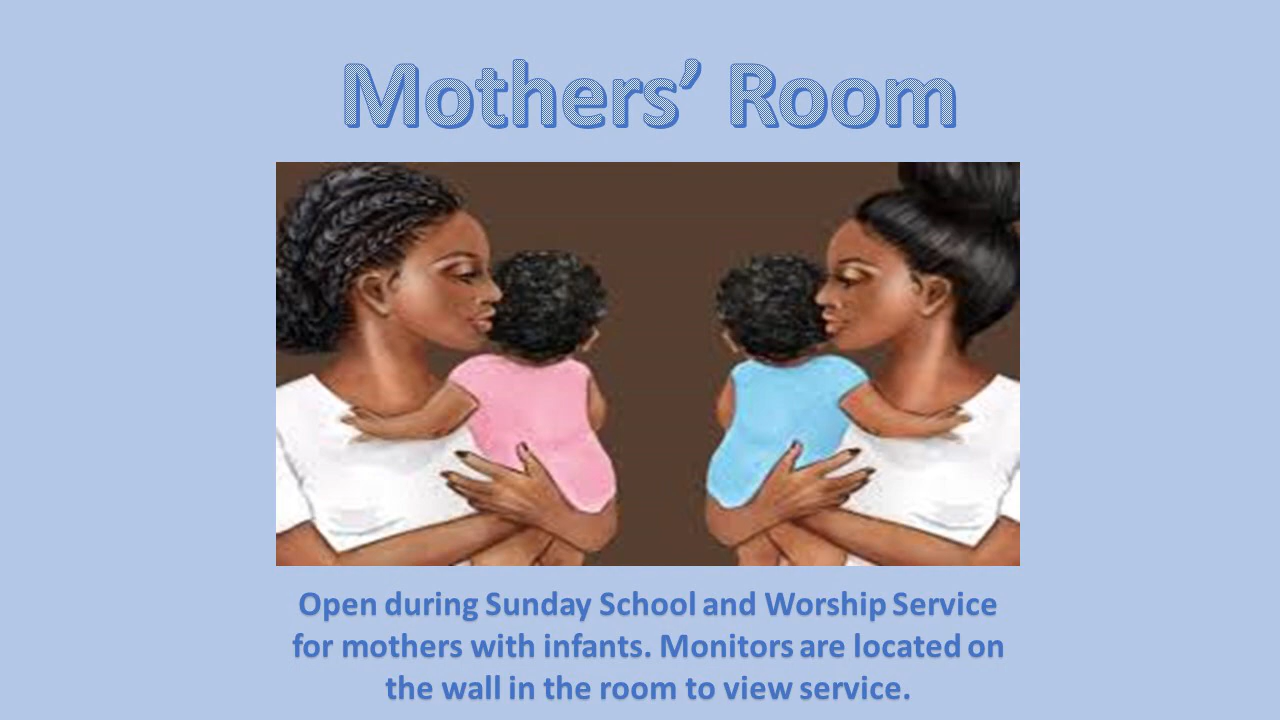 Mothers’ Room
Open during Sunday School and Worship Service
for mothers with infants. Monitors are located on
the wall in the room to view service.